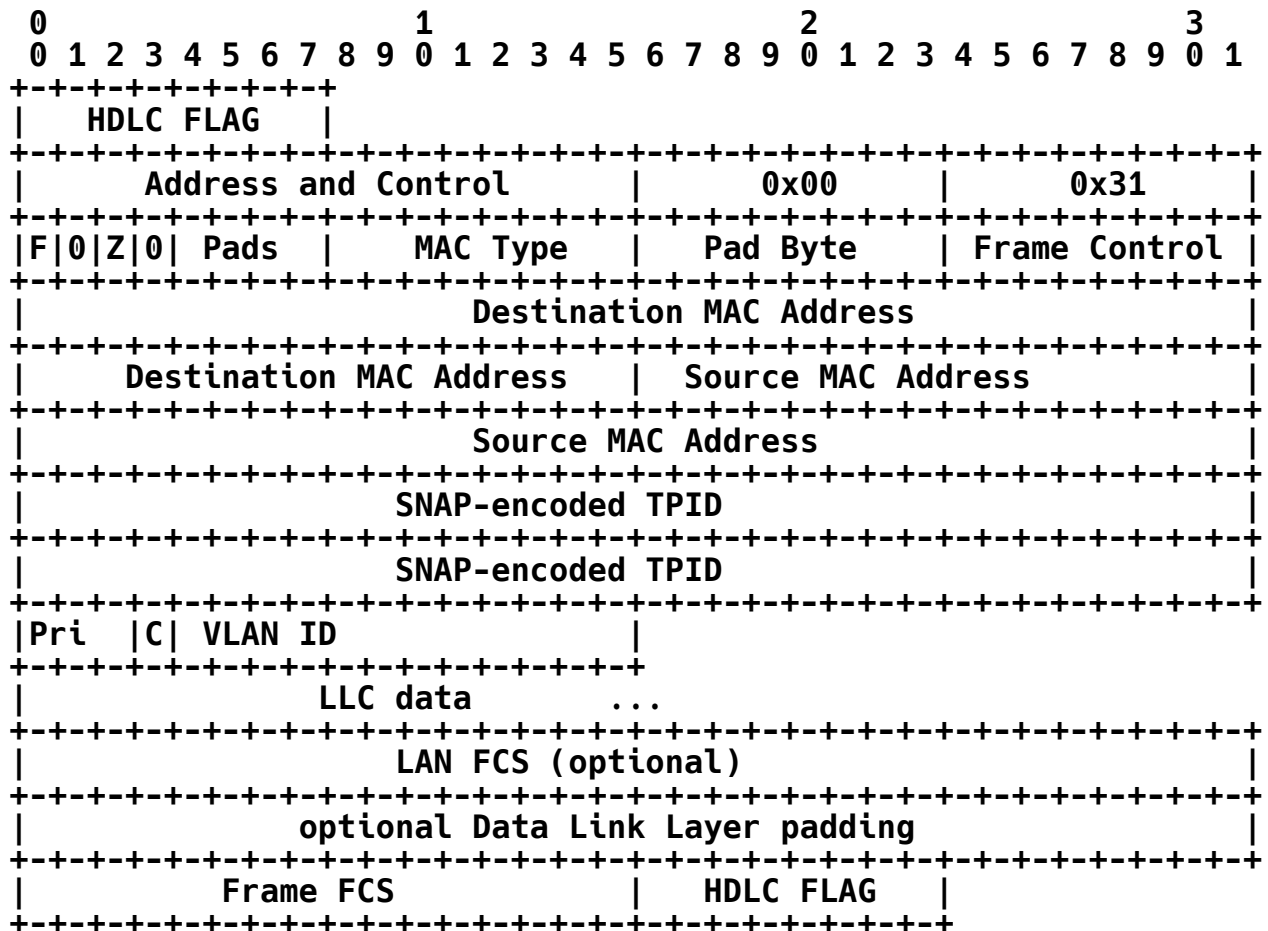 0                   1                   2                   3
 0 1 2 3 4 5 6 7 8 9 0 1 2 3 4 5 6 7 8 9 0 1 2 3 4 5 6 7 8 9 0 1
+-+-+-+-+-+-+-+-+
|   HDLC FLAG   |
+-+-+-+-+-+-+-+-+-+-+-+-+-+-+-+-+-+-+-+-+-+-+-+-+-+-+-+-+-+-+-+-+
|      Address and Control      |      0x00     |      0x31     |
+-+-+-+-+-+-+-+-+-+-+-+-+-+-+-+-+-+-+-+-+-+-+-+-+-+-+-+-+-+-+-+-+
|F|0|Z|0| Pads  |    MAC Type   |   Pad Byte    | Frame Control |
+-+-+-+-+-+-+-+-+-+-+-+-+-+-+-+-+-+-+-+-+-+-+-+-+-+-+-+-+-+-+-+-+
|                       Destination MAC Address                 |
+-+-+-+-+-+-+-+-+-+-+-+-+-+-+-+-+-+-+-+-+-+-+-+-+-+-+-+-+-+-+-+-+
|     Destination MAC Address   |  Source MAC Address           |
+-+-+-+-+-+-+-+-+-+-+-+-+-+-+-+-+-+-+-+-+-+-+-+-+-+-+-+-+-+-+-+-+
|                       Source MAC Address                      |
+-+-+-+-+-+-+-+-+-+-+-+-+-+-+-+-+-+-+-+-+-+-+-+-+-+-+-+-+-+-+-+-+
|                   SNAP-encoded TPID                           |
+-+-+-+-+-+-+-+-+-+-+-+-+-+-+-+-+-+-+-+-+-+-+-+-+-+-+-+-+-+-+-+-+
|                   SNAP-encoded TPID                           |
+-+-+-+-+-+-+-+-+-+-+-+-+-+-+-+-+-+-+-+-+-+-+-+-+-+-+-+-+-+-+-+-+
|Pri  |C| VLAN ID               |
+-+-+-+-+-+-+-+-+-+-+-+-+-+-+-+-+
|               LLC data       ...
+-+-+-+-+-+-+-+-+-+-+-+-+-+-+-+-+-+-+-+-+-+-+-+-+-+-+-+-+-+-+-+-+
|                   LAN FCS (optional)                          |
+-+-+-+-+-+-+-+-+-+-+-+-+-+-+-+-+-+-+-+-+-+-+-+-+-+-+-+-+-+-+-+-+
|              optional Data Link Layer padding                 |
+-+-+-+-+-+-+-+-+-+-+-+-+-+-+-+-+-+-+-+-+-+-+-+-+-+-+-+-+-+-+-+-+
|          Frame FCS            |   HDLC FLAG   |
+-+-+-+-+-+-+-+-+-+-+-+-+-+-+-+-+-+-+-+-+-+-+-+-+